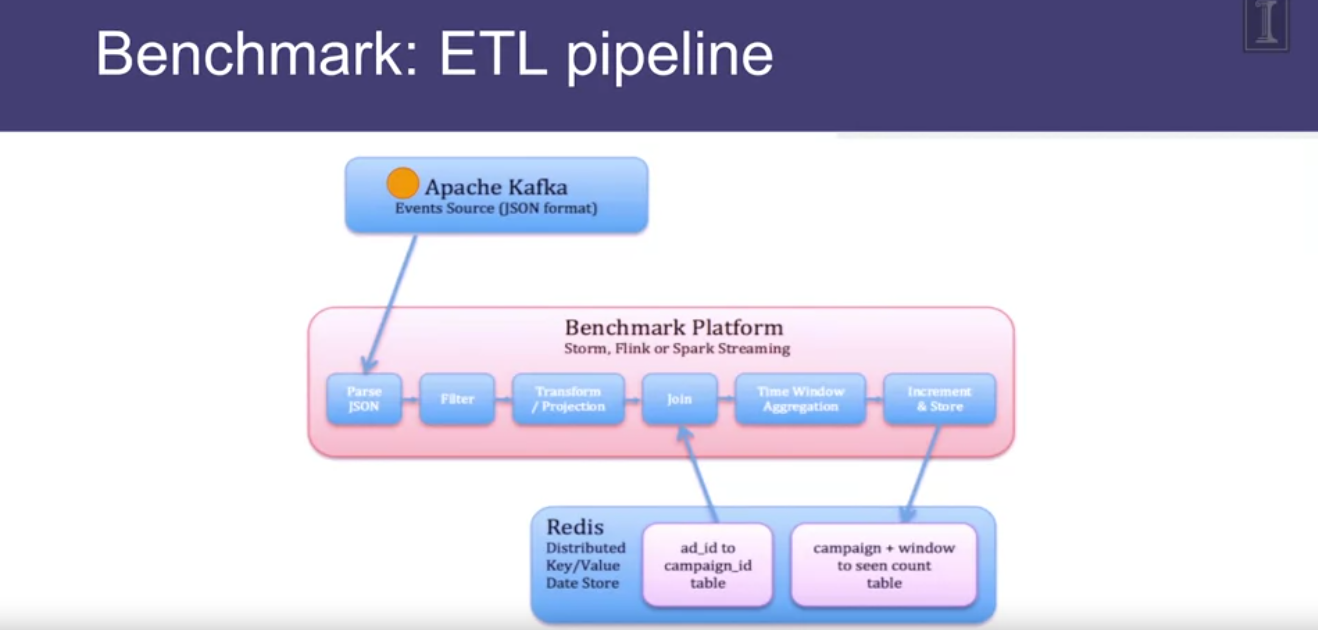 Benchmark: ETL pipeline
I
Apache Kafka
Events Source (JSON format)
Benchmark Platform
Storm, Flink or Spark Streaming
Parse
JSON
Filter
Transform
/ Projection
Join
Time Window
Aggregation
Increment
& Store
Redis
Distributed
Key/Value
Date Store
ad_id to
campaign_id
table
campaign + window
to seen count
table